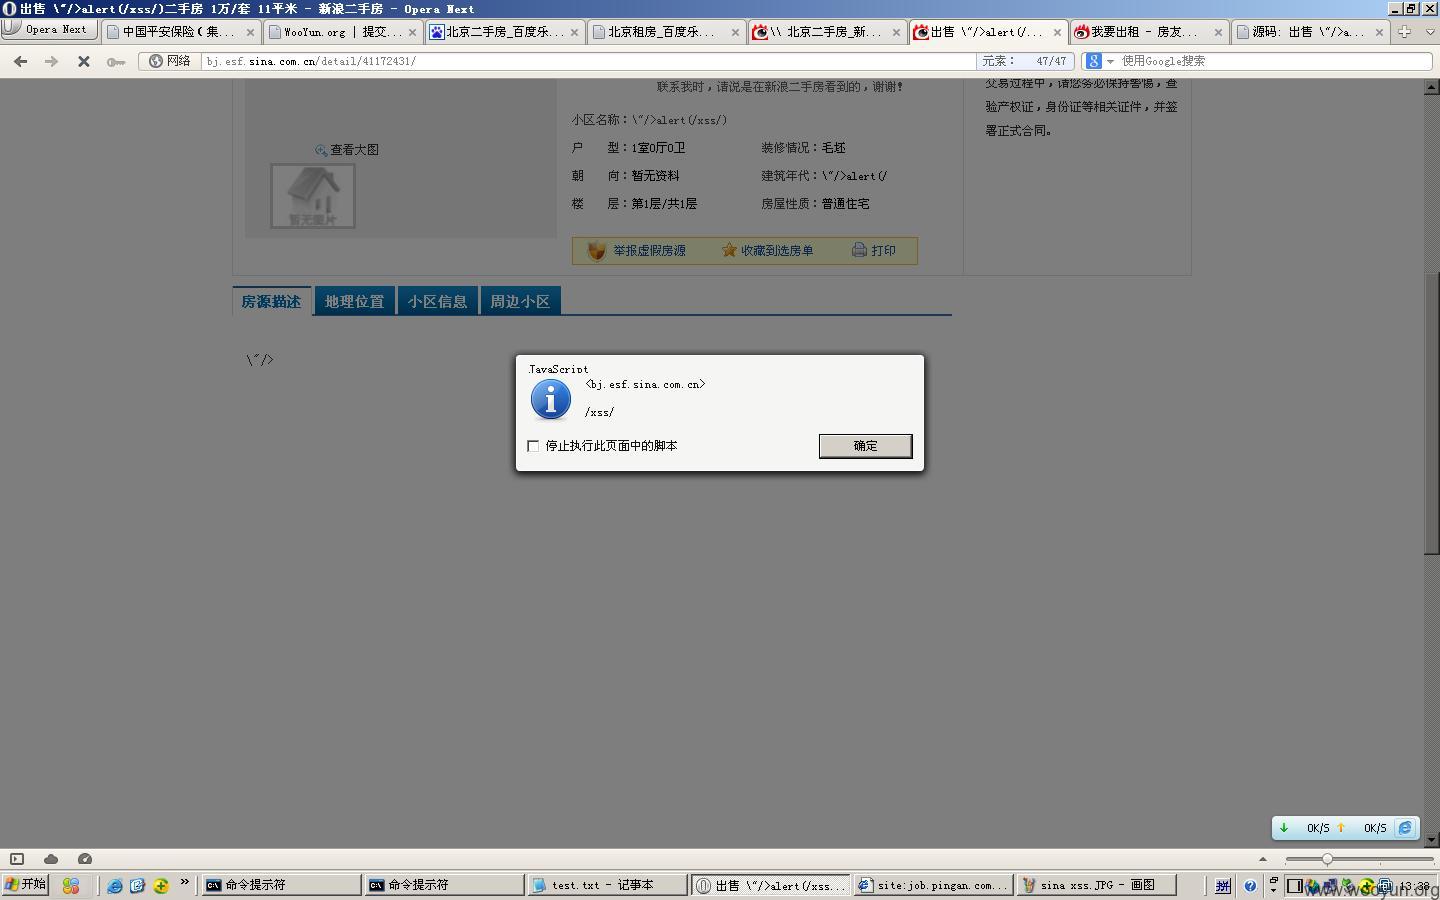 出售 \"/>alert(/xss/)二手房 1万/套 11平米 - 新浪二手房 - Opera Next
Opera Next
中国平安保险(集...
WooYun.org | 提交...
北京二手房_百度乐...
北京租房_百度乐...
\\ 北京二手房_新...
出售 \"/>alert(/...
我要出租 - 房友...
源码: 出售 \"/>a...
网络
bj.esf.sina.com.cn/detail/41172431/
元素: 47/47
使用Google搜索
联系我时，请说是在新浪二手房看到的，谢谢!
交易过程中，请您务必保持警惕，查
验产权证，身份证等相关证件，并签
署正式合同。
小区名称：\"/>alert(/xss/)
户 型：1室0厅0卫
装修情况：毛坯
查看大图
朝 向：暂无资料
建筑年代：\"/>alert(/
暂无图片
楼 层：第1层/共1层
房屋性质：普通住宅
举报虚假房源
收藏到选房单
打印
房源描述
地理位置
小区信息
周边小区
\"/>
JavaScript
<bj.esf.sina.com.cn>
/xss/
停止执行此页面中的脚本
确定
0K/S
0K/S
开始
»
命令提示符
命令提示符
test.txt - 记事本
出售 \"/>alert(/xss...
site:job.pingan.com...
sina xss.JPG - 画图
拼
13:38
www.wooyun.org